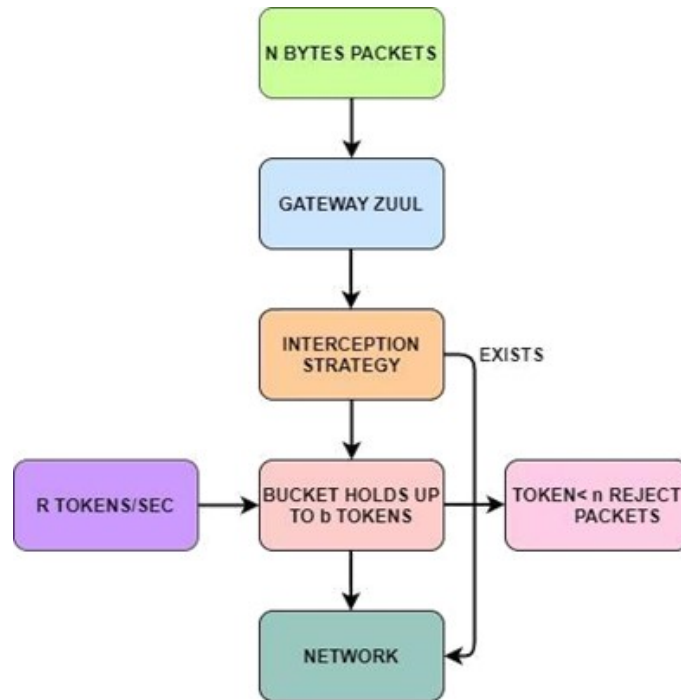 N BYTES PACKETS
GATEWAY ZUUL
INTERCEPTION
STRATEGY
EXISTS
R TOKENS/SEC
BUCKET HOLDS UP
TO b TOKENS
TOKEN< n REJECT
PACKETS
NETWORK